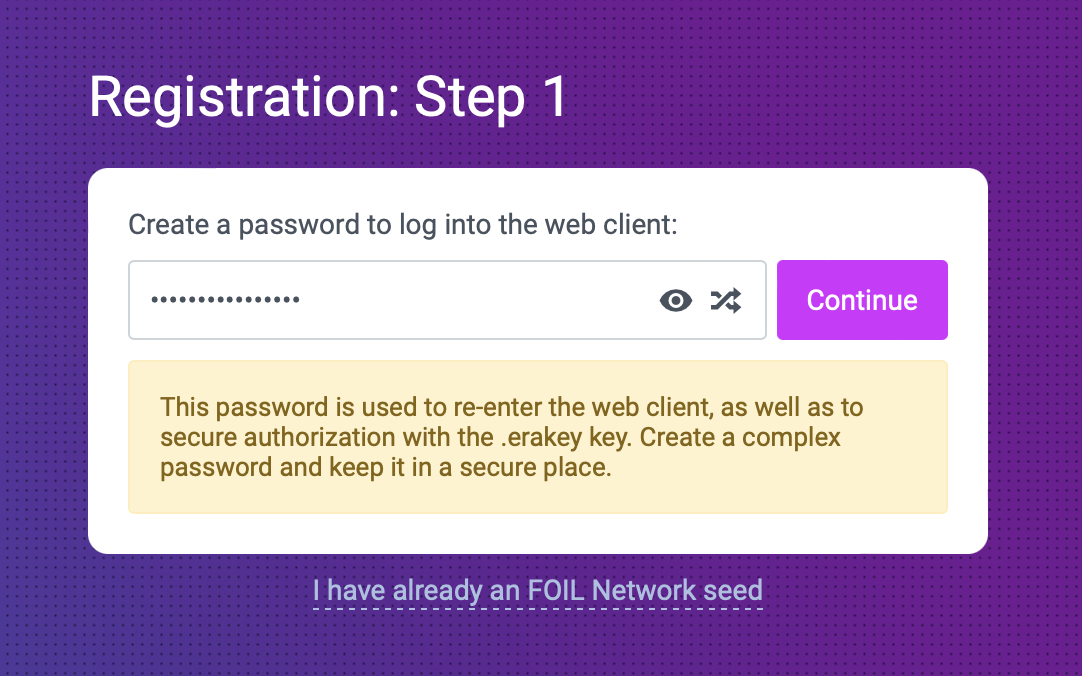 Registration: Step 1
Create a password to log into the web client:
••••••••••••••••
Continue
This password is used to re-enter the web client, as well as to
secure authorization with the .erakey key. Create a complex
password and keep it in a secure place.
I have already an FOIL Network seed